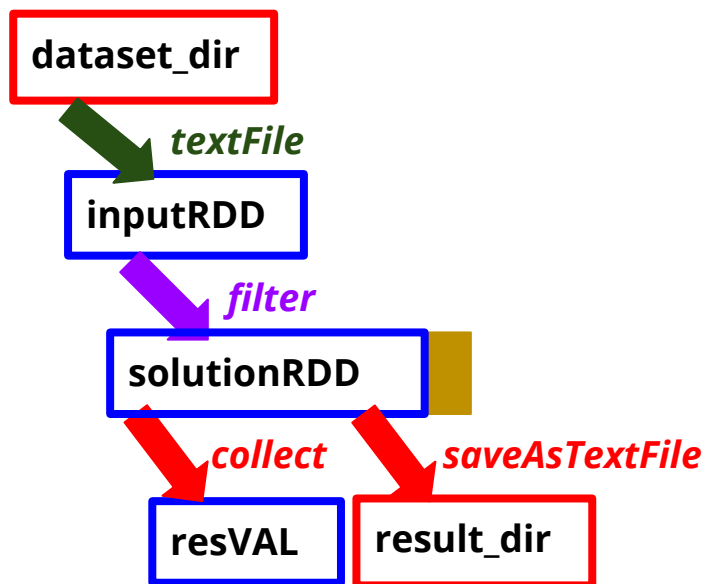 dataset_dir
textFile
inputRDD
filter
solutionRDD
collect
saveAsTextFile
resVAL
result_dir